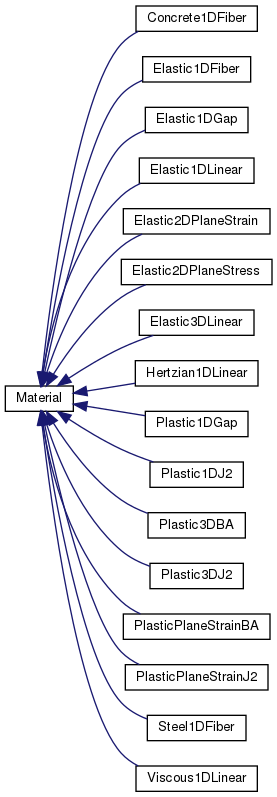 Concrete1DFiber
Elastic1DFiber
Elastic1DGap
Elastic1DLinear
Elastic2DPlaneStrain
Elastic2DPlaneStress
Elastic3DLinear
Hertzian1DLinear
Material
Plastic1DGap
Plastic1DJ2
Plastic3DBA
Plastic3DJ2
PlasticPlaneStrainBA
PlasticPlaneStrainJ2
Steel1DFiber
Viscous1DLinear